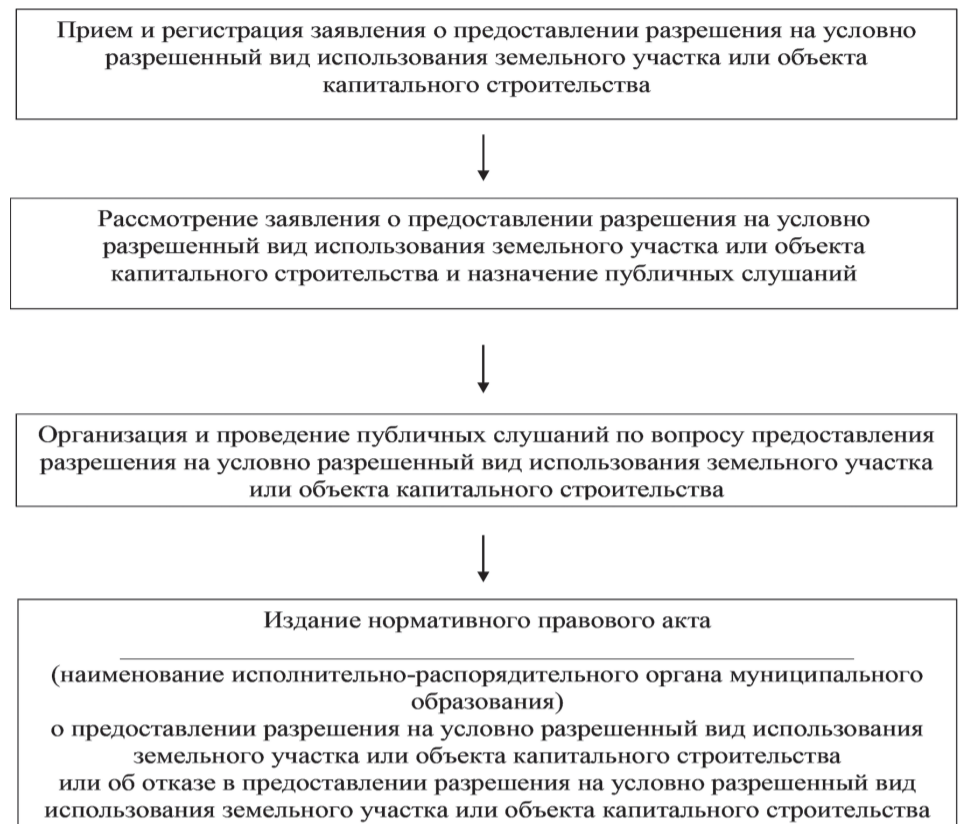 Прием и регистрация заявления о предоставлении разрешения на условно
разрешенный вид использования земельного участка или объекта
капитального строительства
Рассмотрение заявления о предоставлении разрешения на условно
разрешенный вид использования земельного участка или объекта
капитального строительства и назначение публичных слушаний
Организация и проведение публичных слушаний по вопросу предоставления
разрешения на условно разрешенный вид использования земельного участка
или объекта капитального строительства
Издание нормативного правового акта
(наименование исполнительно-распорядительного органа муниципального
образования)
о предоставлении разрешения на условно разрешенный вид использования
земельного участка или объекта капитального строительства
или об отказе в предоставлении разрешения на условно разрешенный вид
использования земельного участка или объекта капитального строительства